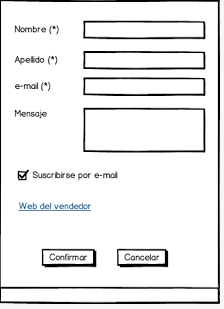 Nombre (*)
Apellido (*)
e-mail (*)
Mensaje
Suscribirse por e-mail
Web del vendedor
Confirmar Cancelar